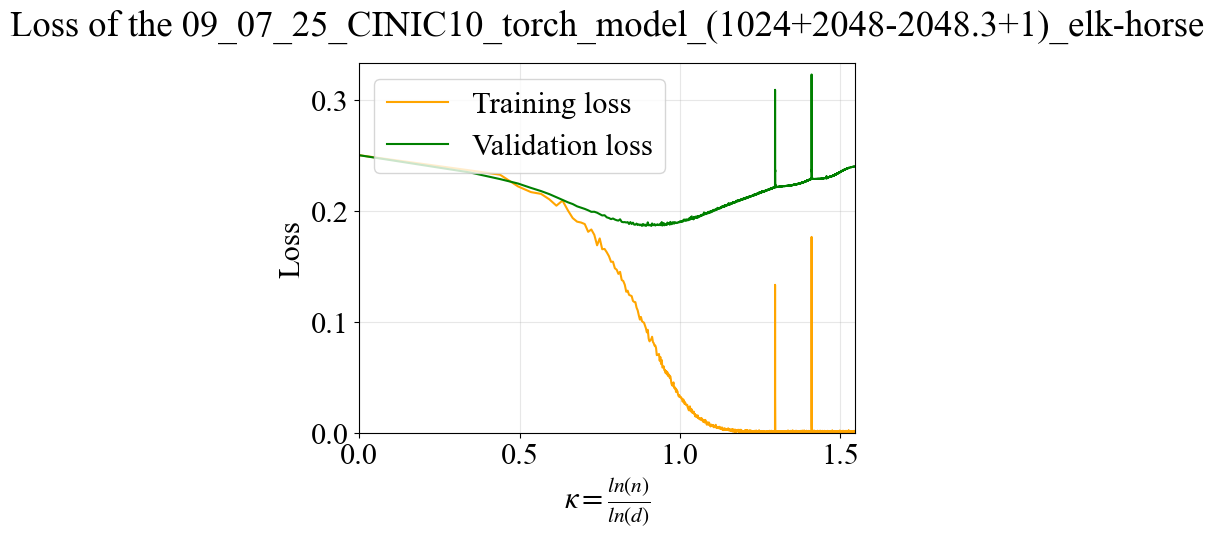 Loss of the 09_07_25_CINIC10_torch_model_(1024+2048-2048.3+1)_elk-horse
Training loss
Validation loss
0.3
0.2
0.1
0.0
Loss
0.0 0.5 1.0 1.5
κ = ln(n)/ln(d)